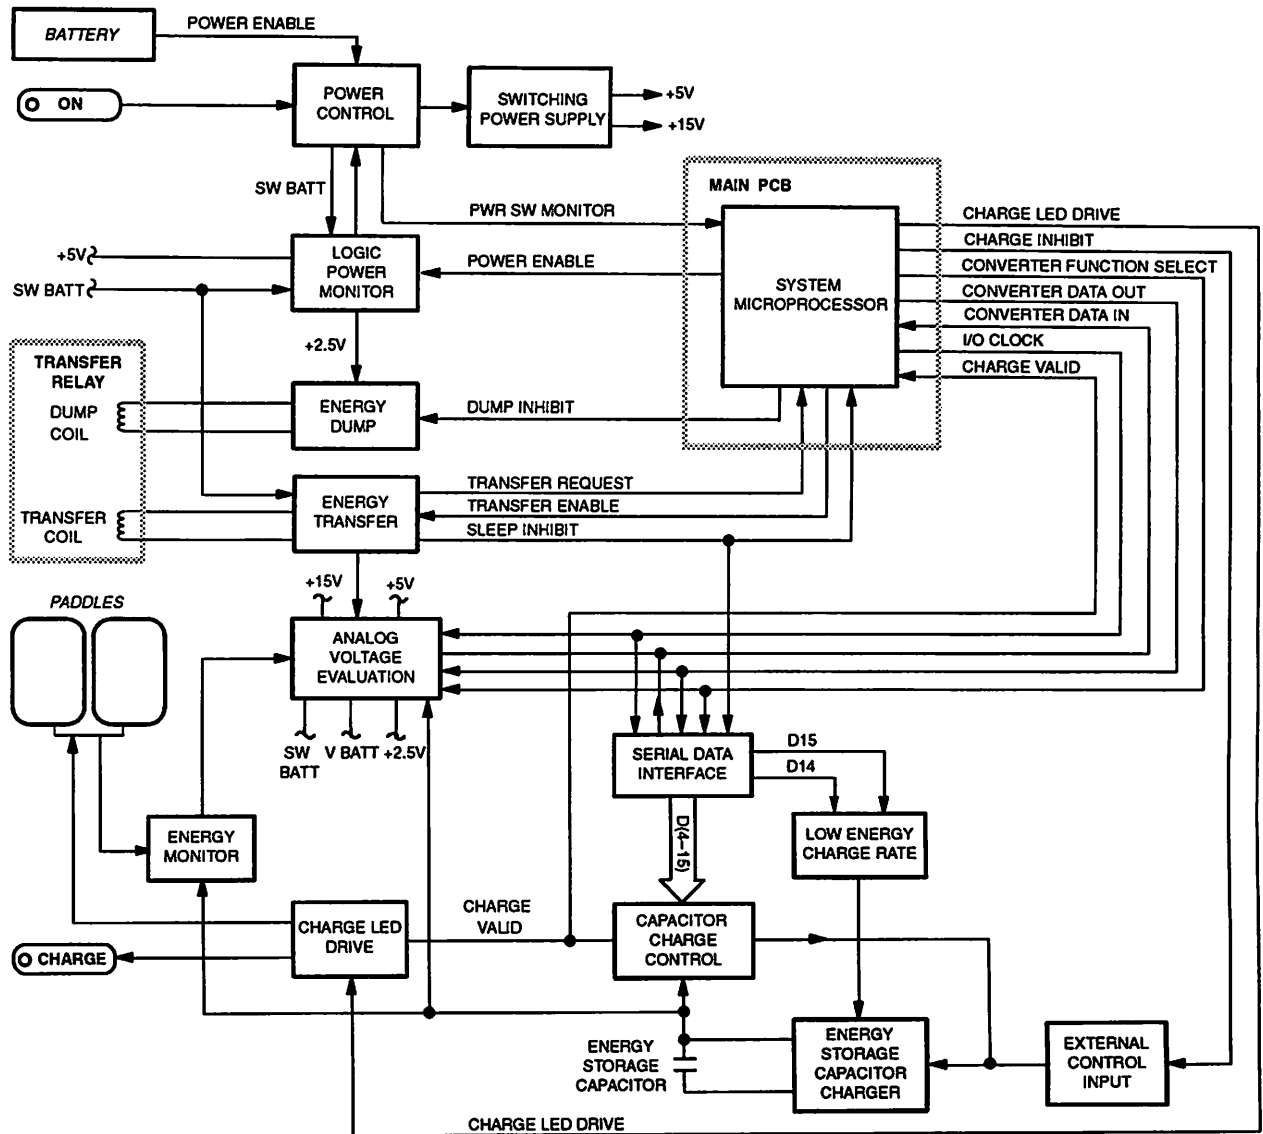 BATTERY
POWER ENABLE
ON
POWER
CONTROL
SWITCHING
POWER SUPPLY
+5V
+15V
SW BATT
PWR SW MONITOR
MAIN PCB
SYSTEM
MICROPROCESSOR
CHARGE LED DRIVE
CHARGE INHIBIT
CONVERTER FUNCTION SELECT
CONVERTER DATA OUT
CONVERTER DATA IN
I/O CLOCK
CHARGE VALID
+5V
SW BATT
LOGIC
POWER
MONITOR
POWER ENABLE
+2.5V
TRANSFER
RELAY
DUMP
COIL
ENERGY
DUMP
DUMP INHIBIT
TRANSFER
COIL
ENERGY
TRANSFER
TRANSFER REQUEST
TRANSFER ENABLE
SLEEP INHIBIT
+15V
+5V
PADDLES
ANALOG
VOLTAGE
EVALUATION
SW
BATT
V BATT
+2.5V
SERIAL DATA
INTERFACE
D15
D14
D(4–15)
LOW ENERGY
CHARGE RATE
ENERGY
MONITOR
CHARGE LED
DRIVE
CHARGE
VALID
CAPACITOR
CHARGE
CONTROL
CHARGE
ENERGY
STORAGE
CAPACITOR
ENERGY
STORAGE
CAPACITOR
CHARGER
EXTERNAL
CONTROL
INPUT
CHARGE LED DRIVE